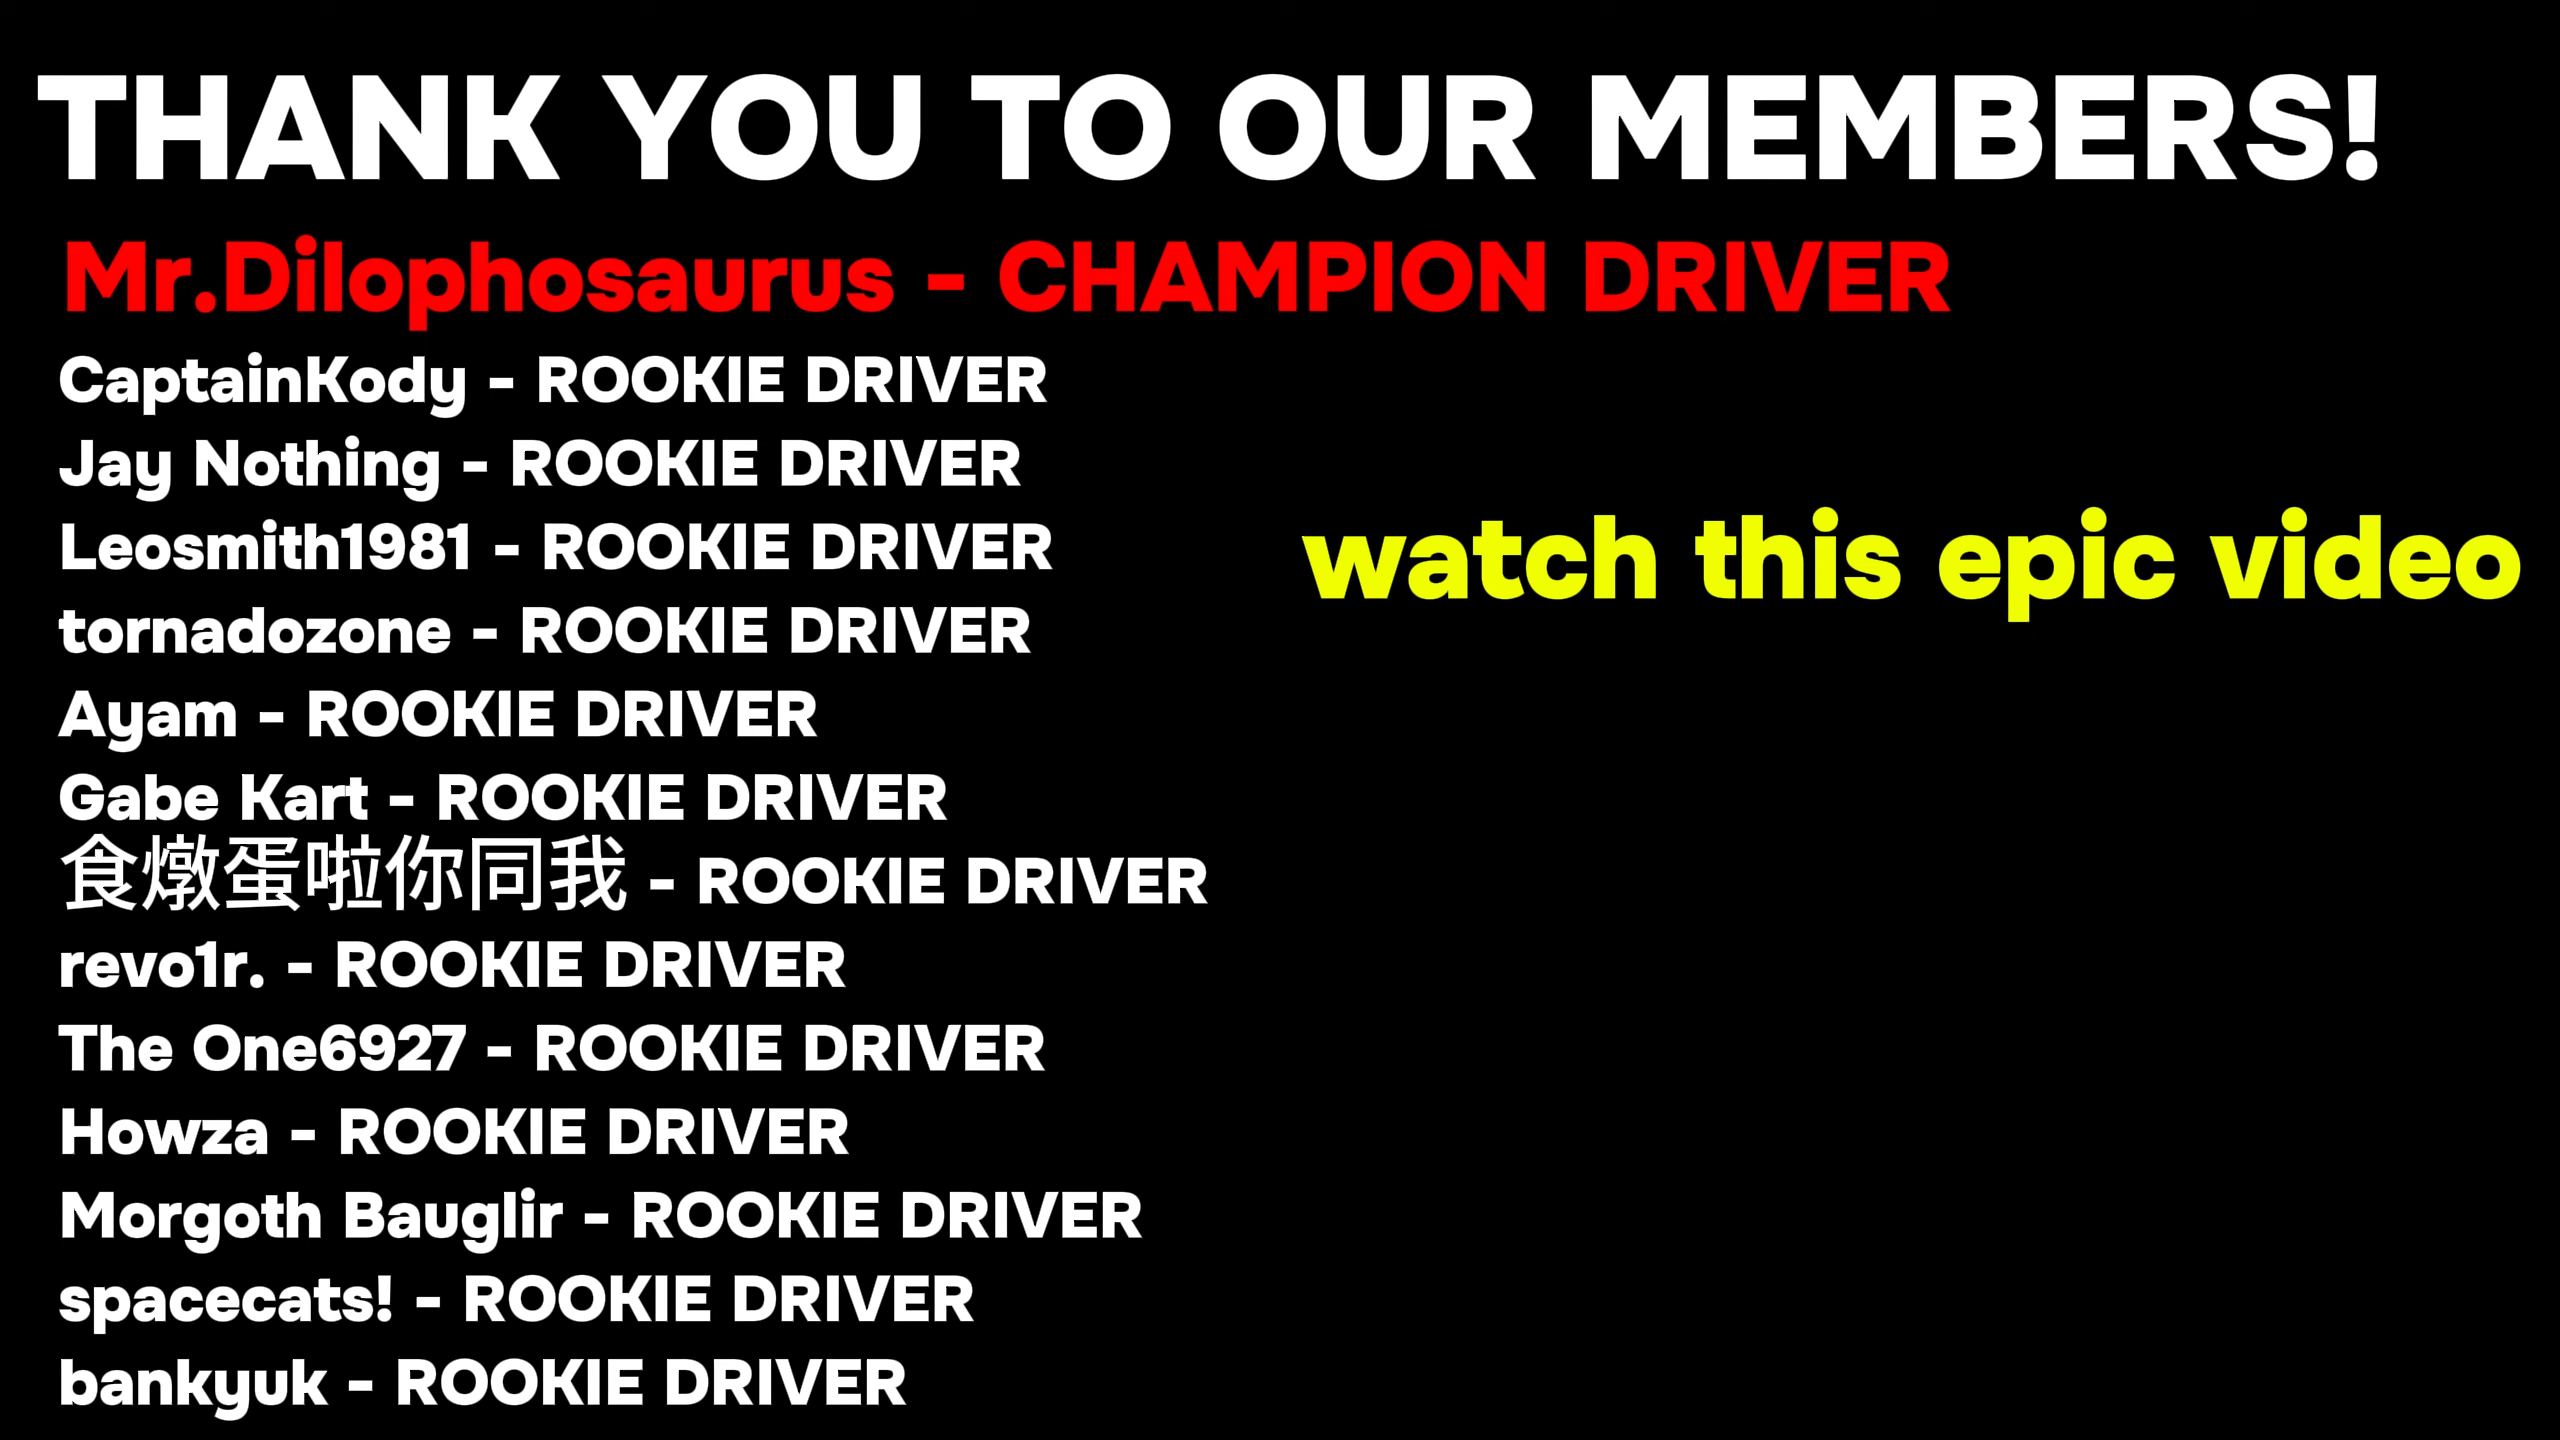 THANK YOU TO OUR MEMBERS!
Mr.Dilophosaurus - CHAMPION DRIVER
CaptainKody - ROOKIE DRIVER
Jay Nothing - ROOKIE DRIVER
Leosmith1981 - ROOKIE DRIVER
watch this epic video
tornadozone - ROOKIE DRIVER
Ayam - ROOKIE DRIVER
Gabe Kart - ROOKIE DRIVER
食燉蛋啦你同我 - ROOKIE DRIVER
revo1r. - ROOKIE DRIVER
The One6927 - ROOKIE DRIVER
Howza - ROOKIE DRIVER
Morgoth Bauglir - ROOKIE DRIVER
spacecats! - ROOKIE DRIVER
bankyuk - ROOKIE DRIVER